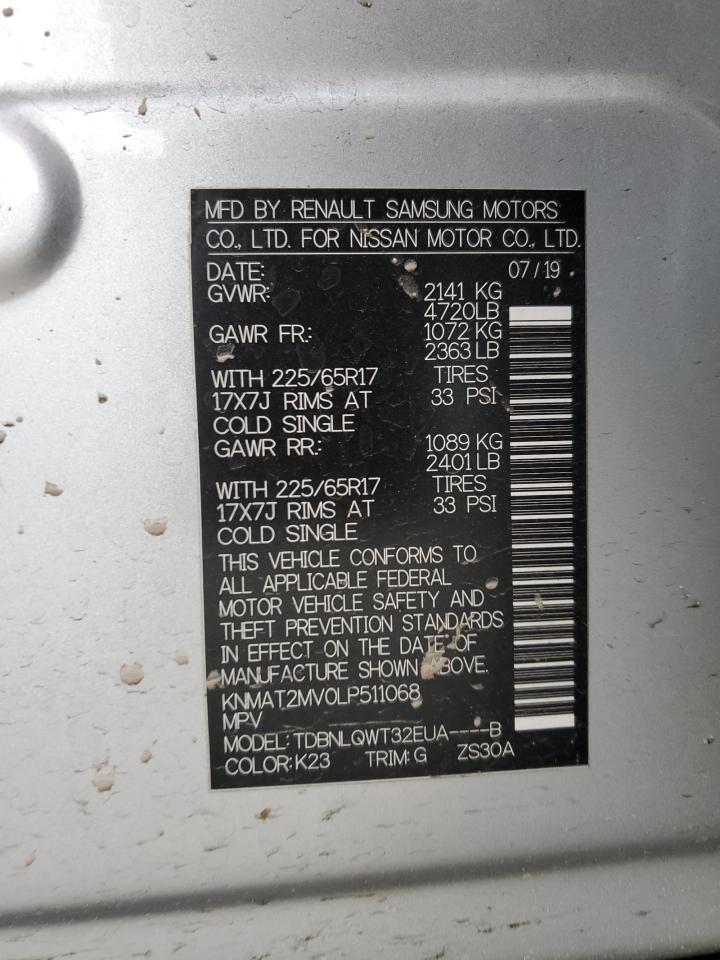 MFD BY RENAULT SAMSUNG MOTORS
CO., LTD. FOR NISSAN MOTOR CO., LTD.
DATE: 07/19
GVWR: 2141 KG
4720LB
GAWR FR.: 1072 KG
2363LB
WITH 225/65R17 TIRES
17X7J RIMS AT 33 PSI
COLD SINGLE
GAWR RR.: 1089 KG
2401LB
WITH 225/65R17 TIRES
17X7J RIMS AT 33 PSI
COLD SINGLE
THIS VEHICLE CONFORMS TO
ALL APPLICABLE FEDERAL
MOTOR VEHICLE SAFETY AND
THEFT PREVENTION STANDARDS
IN EFFECT ON THE DATE OF
MANUFACTURE SHOWN ABOVE.
KNMAT2MV0LP511068
MPV
MODEL: TDBNLQWT32EUA----B
COLOR: K23 TRIM: G ZS30A